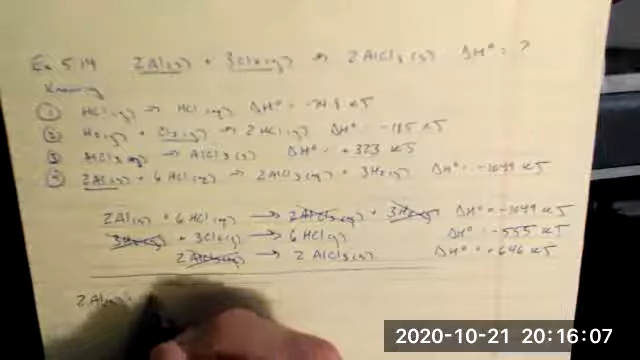 Ex 5.14 2Al(s) + 3Cl₂(g) → 2AlCl₃(s) ΔH° = ?
Knowing
① HCl(g) → HCl(aq) ΔH° = -74.8 kJ
② H₂(g) + Cl₂(g) → 2HCl(g) ΔH° = -185 kJ
③ AlCl₃(aq) → AlCl₃(s) ΔH° = +323 kJ
④ 2Al(s) + 6HCl(aq) → 2AlCl₃(aq) + 3H₂(g) ΔH° = -1049 kJ
2Al(s) + 6HCl(aq) → 2AlCl₃(aq) + 3H₂(g) ΔH° = -1049 kJ
3H₂(g) + 3Cl₂(g) → 6HCl(g) ΔH° = -555 kJ
2AlCl₃(aq) → 2AlCl₃(s) ΔH° = +646 kJ
2Al(s) +
2020-10-21 20:16:07